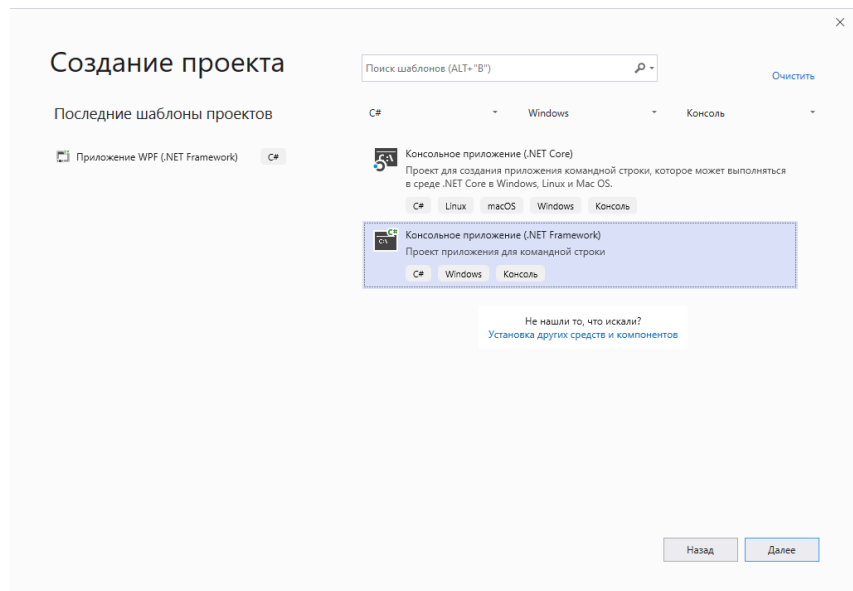 Создание проекта
Поиск шаблонов (ALT+"В")
Очистить
Последние шаблоны проектов
C#
Windows
Консоль
Приложение WPF (.NET Framework)
C#
Консольное приложение (.NET Core)
Проект для создания приложения командной строки, которое может выполняться
в среде .NET Core в Windows, Linux и Mac OS.
C# Linux macOS Windows Консоль
Консольное приложение (.NET Framework)
Проект приложения для командной строки
C# Windows Консоль
Не нашли то, что искали?
Установка других средств и компонентов
Назад
Далее